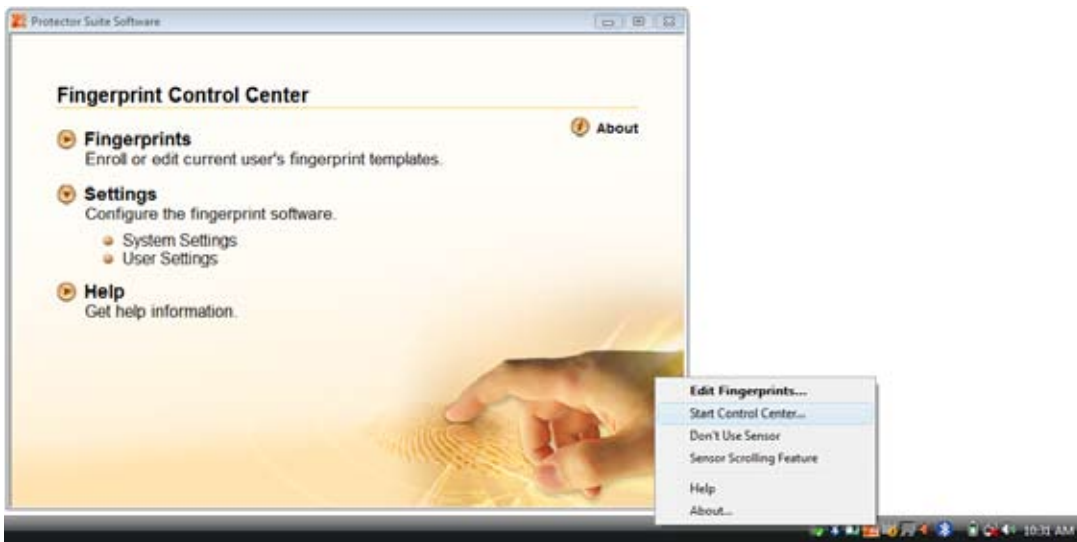 Protector Suite Software
Fingerprint Control Center
About
Fingerprints
Enroll or edit current user's fingerprint templates.
Settings
Configure the fingerprint software.
System Settings
User Settings
Help
Get help information.
Edit Fingerprints...
Start Control Center...
Don't Use Sensor
Sensor Scrolling Feature
Help
About...
10:31 AM